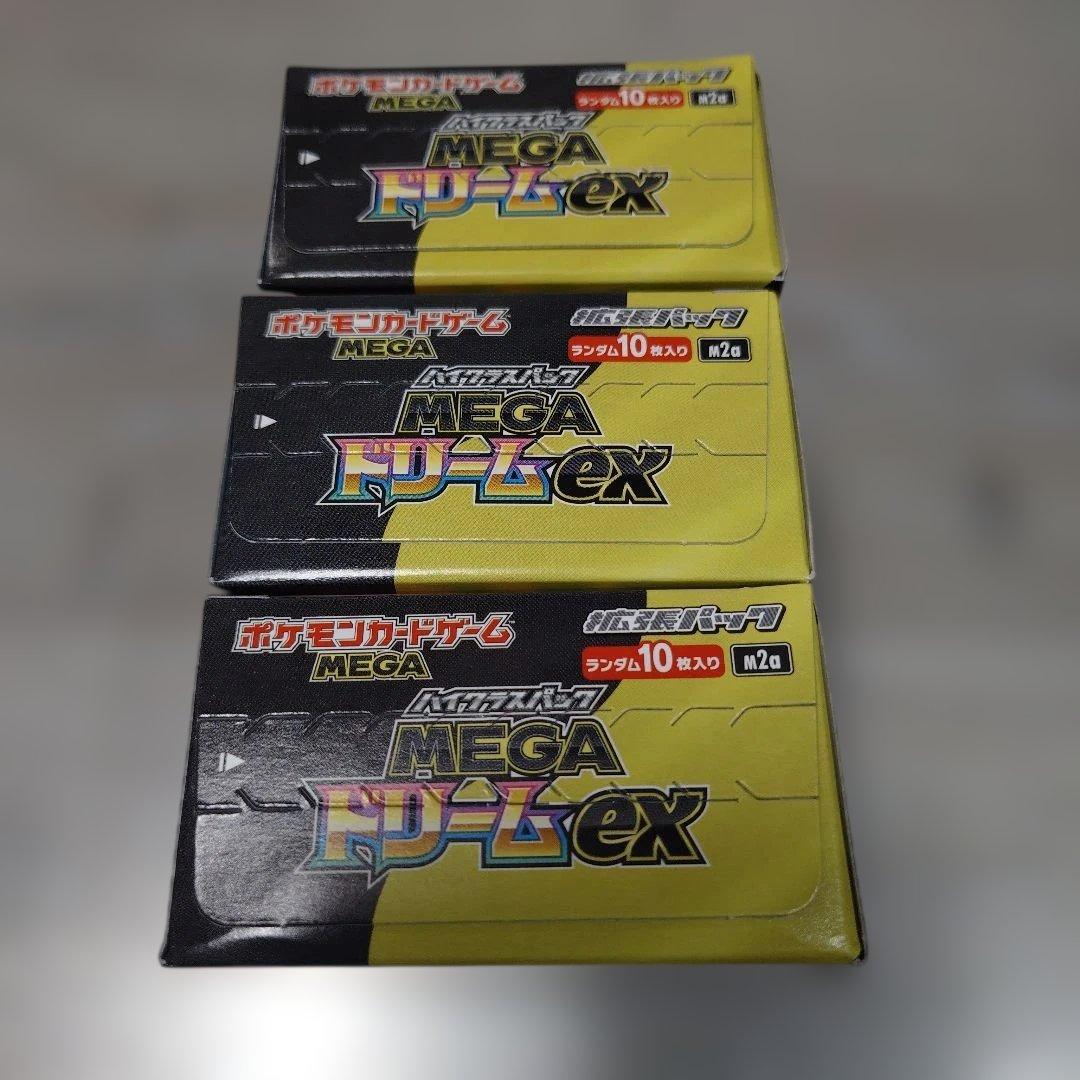 ポケモンカードゲーム
MEGA
拡張パック
ランダム10枚入り M2a
ハイクラスパック
MEGA
ドリームex
ポケモンカードゲーム
MEGA
拡張パック
ランダム10枚入り M2a
ハイクラスパック
MEGA
ドリームex
ポケモンカードゲーム
MEGA
拡張パック
ランダム10枚入り M2a
ハイクラスパック
MEGA
ドリームex